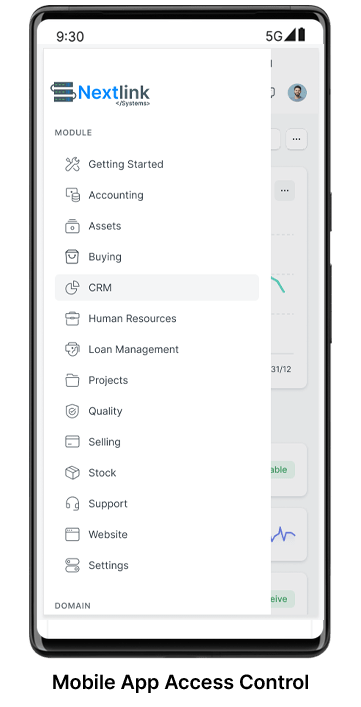 9:30
5G
Nextlink
</Systems>
MODULE
Getting Started
Accounting
Assets
Buying
CRM
Human Resources
Loan Management
31/12
Projects
Quality
Selling
able
Stock
Support
Website
Settings
eive
DOMAIN
Mobile App Access Control